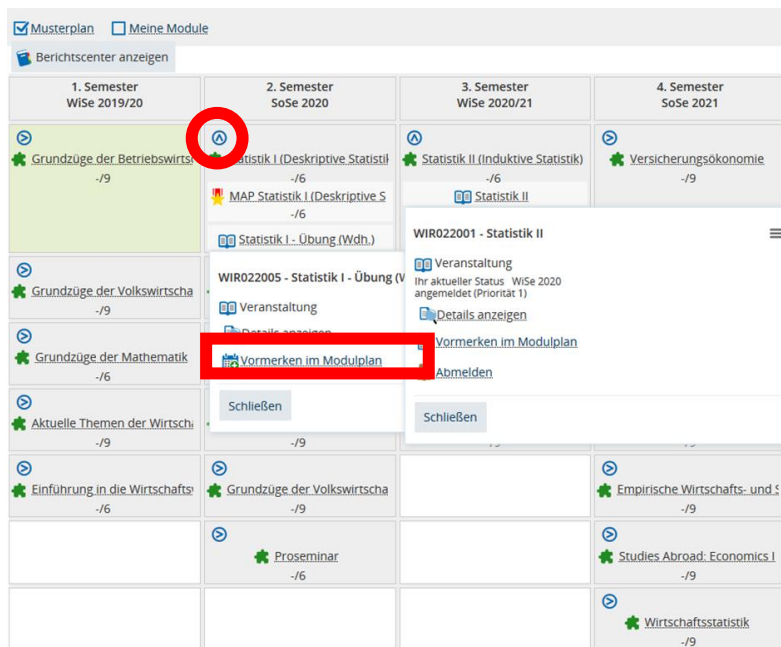 Musterplan Meine Module
Berichtscenter anzeigen
1. Semester
WiSe 2019/20
2. Semester
SoSe 2020
3. Semester
WiSe 2020/21
4. Semester
SoSe 2021
Grundzüge der Betriebswirts
-/9
Statistik I (Deskriptive Statistik
-/6
MAP Statistik I (Deskriptive S
-/6
Statistik I - Übung (Wdh.)
Statistik II (Induktive Statistik)
-/6
Statistik II
Versicherungsökonomie
-/9
WIR022001 - Statistik II
Veranstaltung
Ihr aktueller Status WiSe 2020
angemeldet (Priorität 1)
Details anzeigen
Vormerken im Modulplan
Abmelden
Schließen
WIR022005 - Statistik I - Übung (W
Veranstaltung
Details anzeigen
Vormerken im Modulplan
Schließen
Grundzüge der Volkswirtscha
-/9
Grundzüge der Mathematik
-/6
Aktuelle Themen der Wirtscha
-/9
-/9
Einführung in die Wirtschafts
-/6
Grundzüge der Volkswirtscha
-/9
Empirische Wirtschafts- und S
-/9
Proseminar
-/6
Studies Abroad: Economics I
-/9
Wirtschaftsstatistik
-/9